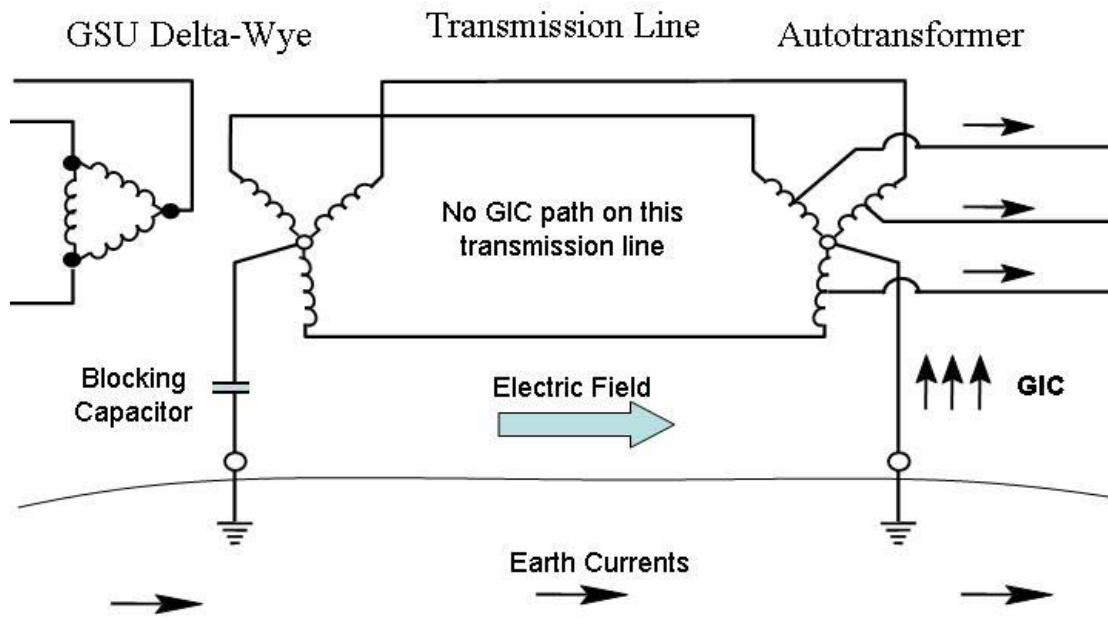 GSU Delta-Wye
Transmission Line
Autotransformer
No GIC path on this
transmission line
Blocking
Capacitor
Electric Field
GIC
Earth Currents